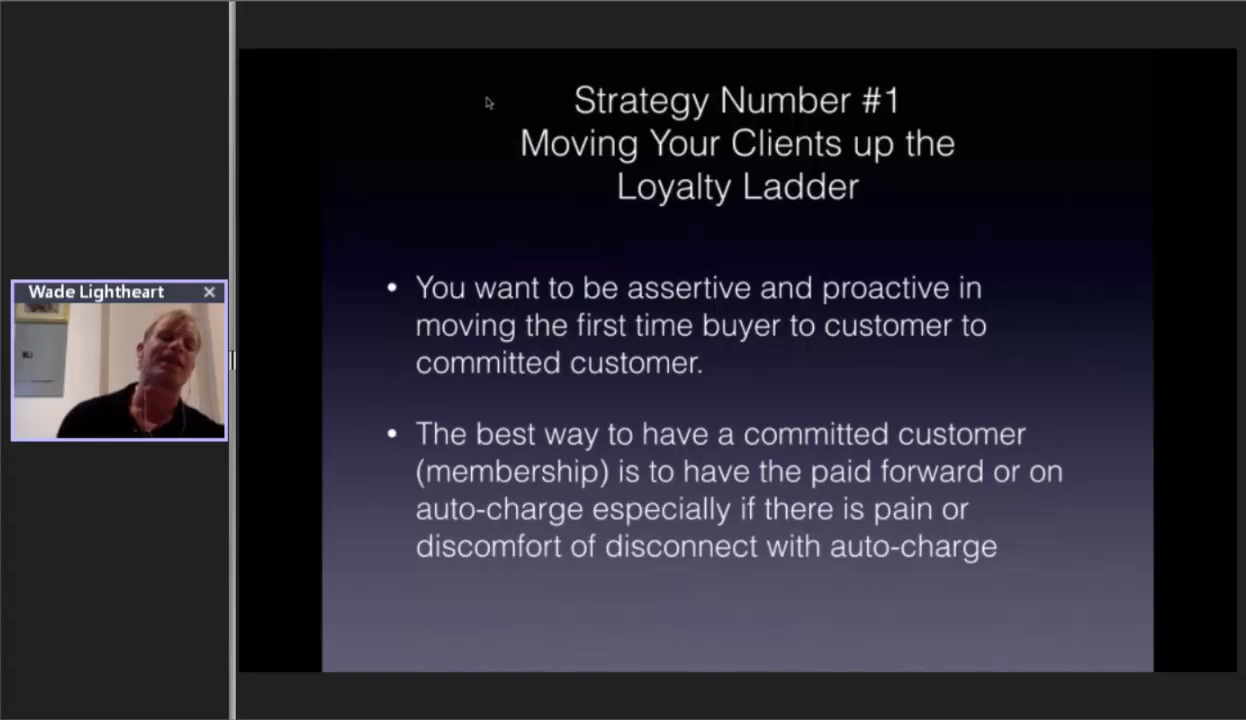 Wade Lightheart
Strategy Number #1
Moving Your Clients up the
Loyalty Ladder
• You want to be assertive and proactive in
moving the first time buyer to customer to
committed customer.
• The best way to have a committed customer
(membership) is to have the paid forward or on
auto-charge especially if there is pain or
discomfort of disconnect with auto-charge